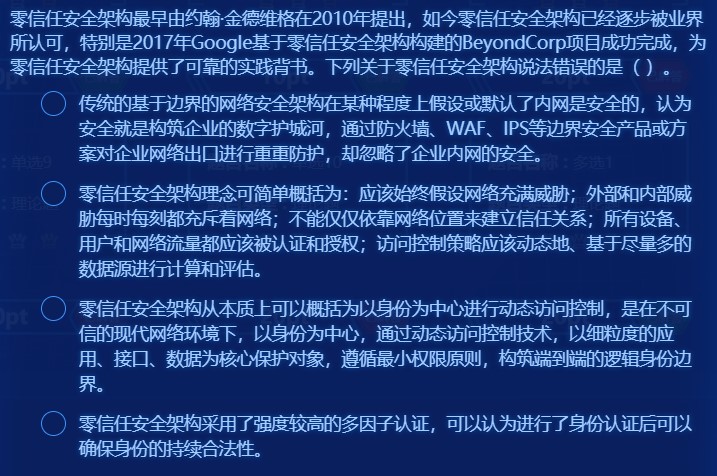 零信任安全架构最早由约翰·金德维格在2010年提出，如今零信任安全架构已经逐步被业界
所认可，特别是2017年Google基于零信任安全架构构建的BeyondCorp项目成功完成，为
零信任安全架构提供了可靠的实践背书。下列关于零信任安全架构说法错误的是（）。
传统的基于边界的网络安全架构在某种程度上假设或默认了内网是安全的，认为
安全就是构筑企业的数字护城河，通过防火墙、WAF、IPS等边界安全产品或方
案对企业网络出口进行重重防护，却忽略了企业内网的安全。
零信任安全架构理念可简单概括为：应该始终假设网络充满威胁；外部和内部威
胁每时每刻都充斥着网络；不能仅仅依靠网络位置来建立信任关系；所有设备、
用户和网络流量都应该被认证和授权；访问控制策略应该动态地、基于尽量多的
数据源进行计算和评估。
零信任安全架构从本质上可以概括为以身份为中心进行动态访问控制，是在不可
信的现代网络环境下，以身份为中心，通过动态访问控制技术，以细粒度的应
用、接口、数据为核心保护对象，遵循最小权限原则，构筑端到端的逻辑身份边
界。
零信任安全架构采用了强度较高的多因子认证，可以认为进行了身份认证后可以
确保身份的持续合法性。